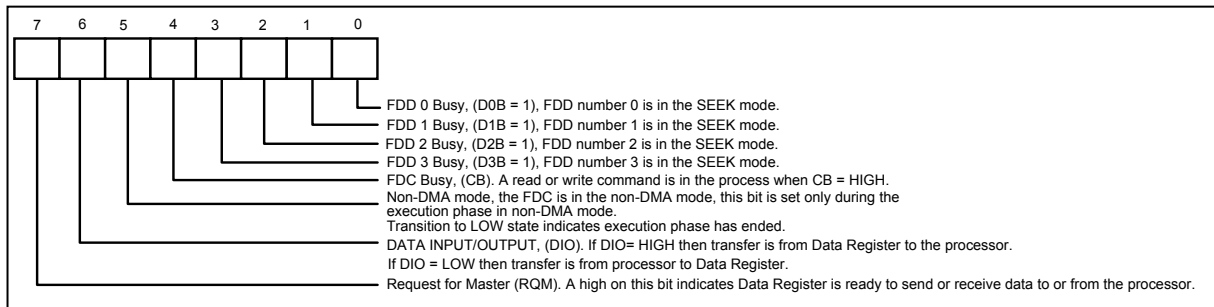 7 6 5 4 3 2 1 0
FDD 0 Busy, (D0B = 1), FDD number 0 is in the SEEK mode.
FDD 1 Busy, (D1B = 1), FDD number 1 is in the SEEK mode.
FDD 2 Busy, (D2B = 1), FDD number 2 is in the SEEK mode.
FDD 3 Busy, (D3B = 1), FDD number 3 is in the SEEK mode.
FDC Busy, (CB). A read or write command is in the process when CB = HIGH.
Non-DMA mode, the FDC is in the non-DMA mode, this bit is set only during the
execution phase in non-DMA mode.
Transition to LOW state indicates execution phase has ended.
DATA INPUT/OUTPUT, (DIO). If DIO= HIGH then transfer is from Data Register to the processor.
If DIO = LOW then transfer is from processor to Data Register.
Request for Master (RQM). A high on this bit indicates Data Register is ready to send or receive data to or from the processor.